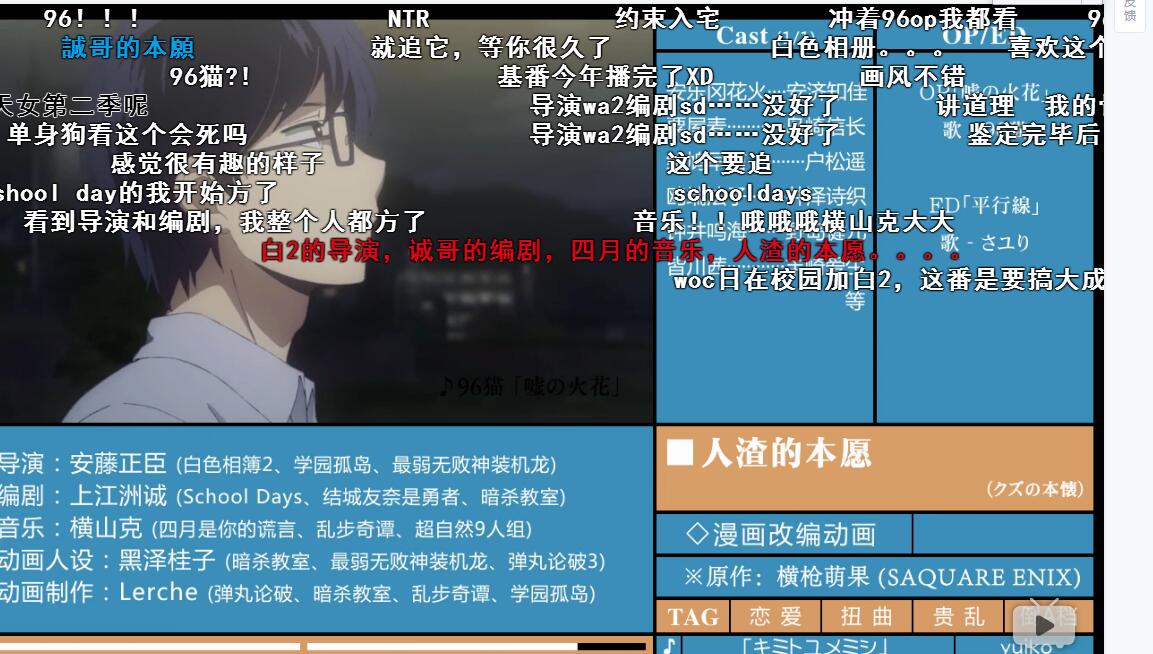 96！！！
NTR
约束入宅
冲着96op我都看
Cast
OP/ED
誠哥的本願
就追它，等你很久了
白色相册。。。
喜欢这个
96猫?！
基番今年播完了XD
画风不错
天女第二季呢
导演wa2编剧sd……没好了
讲道理 我的
单身狗看这个会死吗
导演wa2编剧sd……没好了
鉴定完毕后
感觉很有趣的样子
这个要追
户松遥
shool day的我开始方了
schooldays
ED「平行線」
看到导演和编剧，我整个人都方了
音乐！！哦哦哦横山克大大
歌 - さユり
白2的导演，诚哥的编剧，四月的音乐，人渣的本愿。。。。
woc日在校园加白2，这番是要搞大成
等
♪96猫「嘘の火花」
导演：安藤正臣 (白色相簿2、学园孤岛、最弱无败神装机龙)
编剧：上江洲诚 (School Days、结城友奈是勇者、暗杀教室)
音乐：横山克 (四月是你的谎言、乱步奇谭、超自然9人组)
动画人设：黑泽桂子 (暗杀教室、最弱无败神装机龙、弹丸论破3)
动画制作：Lerche (弹丸论破、暗杀教室、乱步奇谭、学园孤岛)
■人渣的本愿
(クズの本懐)
◇漫画改编动画
※原作：横枪萌果 (SAQUARE ENIX)
TAG 恋爱 扭曲 贵乱
♪ 「キミトユメミシ」 yuiko
反馈